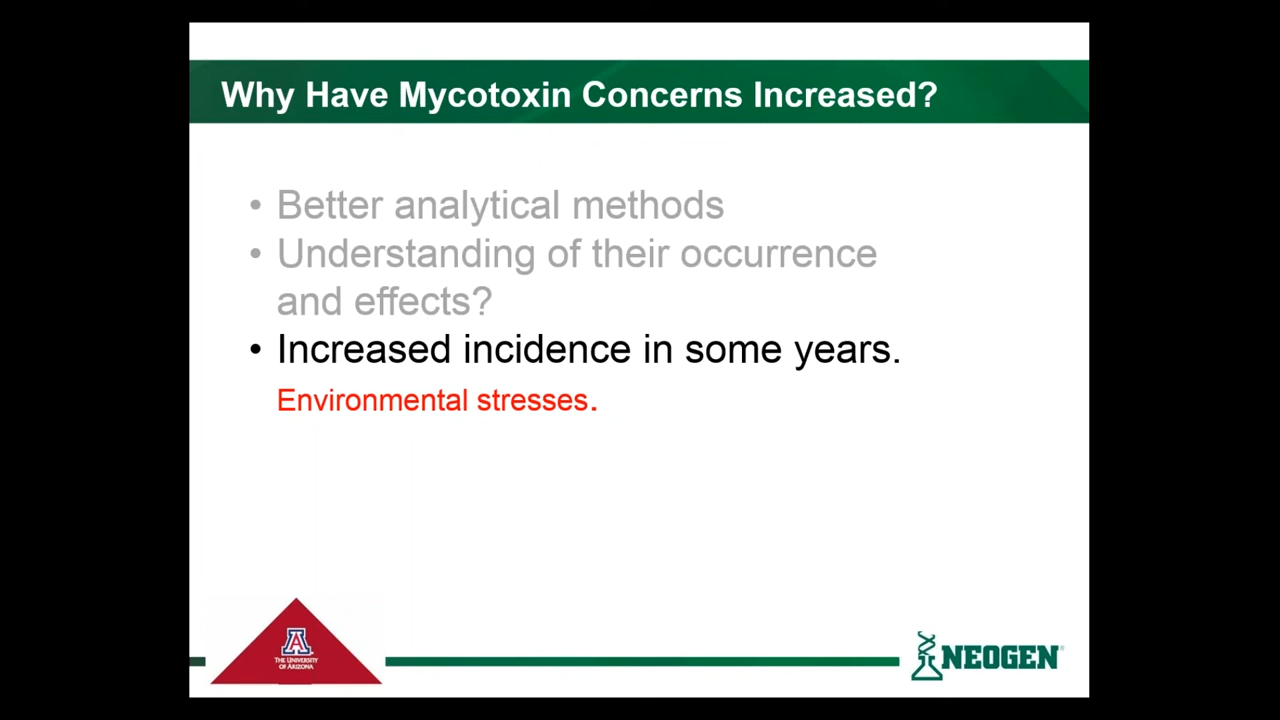 Why Have Mycotoxin Concerns Increased?
• Better analytical methods
• Understanding of their occurrence
and effects?
• Increased incidence in some years.
Environmental stresses.
A
THE UNIVERSITY
OF ARIZONA
NEOGEN®